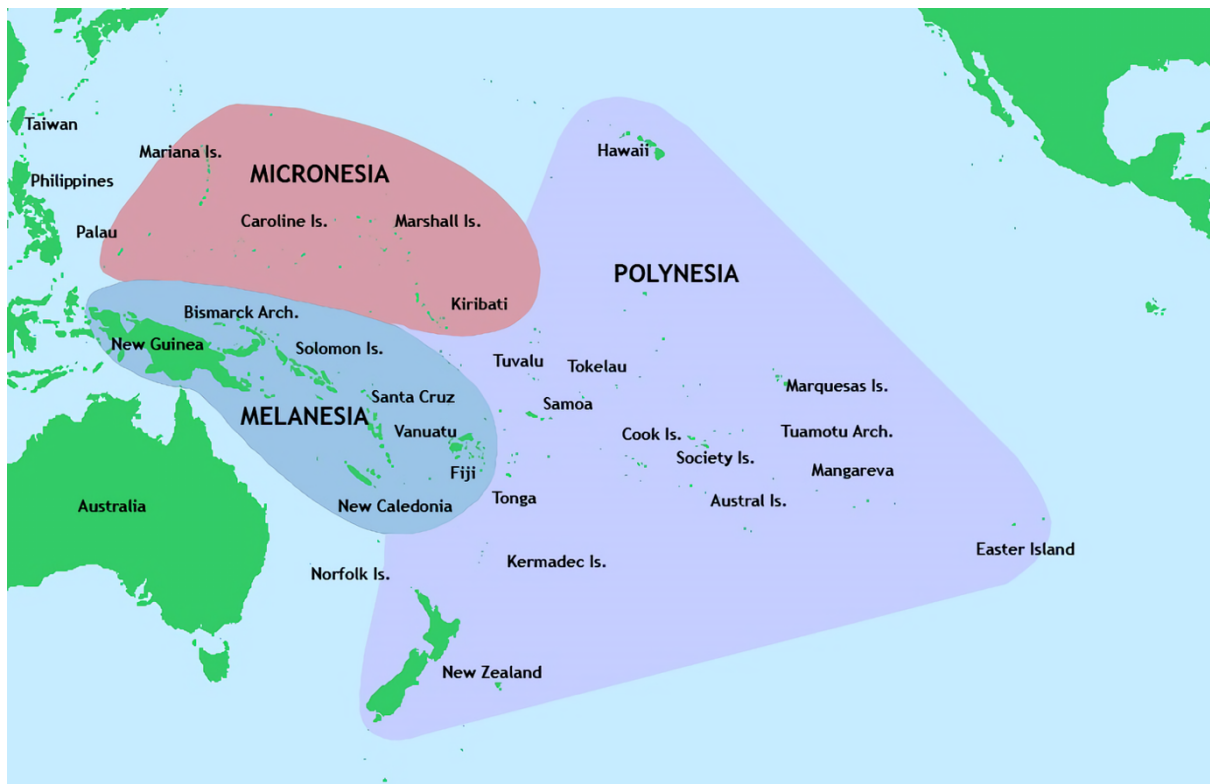 Taiwan
Hawaii
Mariana Is.
MICRONESIA
Philippines
Caroline Is.
Marshall Is.
Palau
POLYNESIA
Kiribati
Bismarck Arch.
New Guinea
Solomon Is.
Tuvalu
Tokelau
Marquesas Is.
Santa Cruz
Samoa
MELANESIA
Vanuatu
Cook Is.
Tuamotu Arch.
Society Is.
Fiji
Mangareva
Tonga
Austral Is.
New Caledonia
Australia
Easter Island
Kermadec Is.
Norfolk Is.
New Zealand